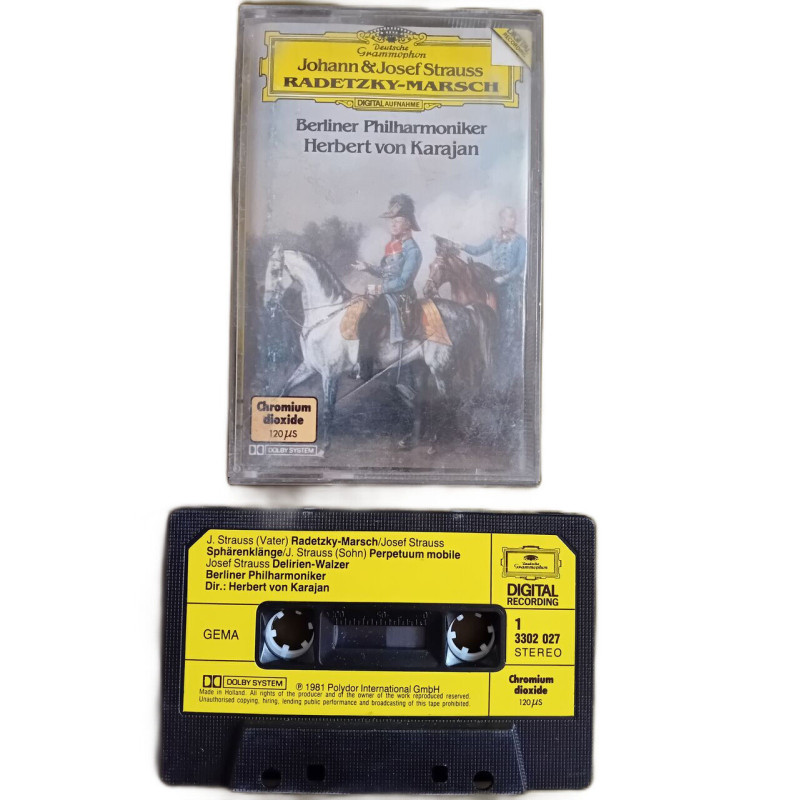 Deutsche
Grammophon
Johann & Josef Strauss
RADETZKY-MARSCH
DIGITAL AUFNAHME
DIGITAL
RECORDING
Berliner Philharmoniker
Herbert von Karajan
Chromium
dioxide
120 µS
DOLBY SYSTEM
J. Strauss (Vater) Radetzky-Marsch/Josef Strauss
Sphärenklänge/J. Strauss (Sohn) Perpetuum mobile
Josef Strauss Delirien-Walzer
Berliner Philharmoniker
Dir.: Herbert von Karajan
GEMA
Deutsche
Grammophon
DIGITAL
RECORDING
1
3302 027
STEREO
DOLBY SYSTEM
℗ 1981 Polydor International GmbH
Made in Holland. All rights of the producer and of the owner of the work reproduced reserved.
Unauthorised copying, hiring, lending public performance and broadcasting of this tape prohibited.
Chromium
dioxide
120 µS